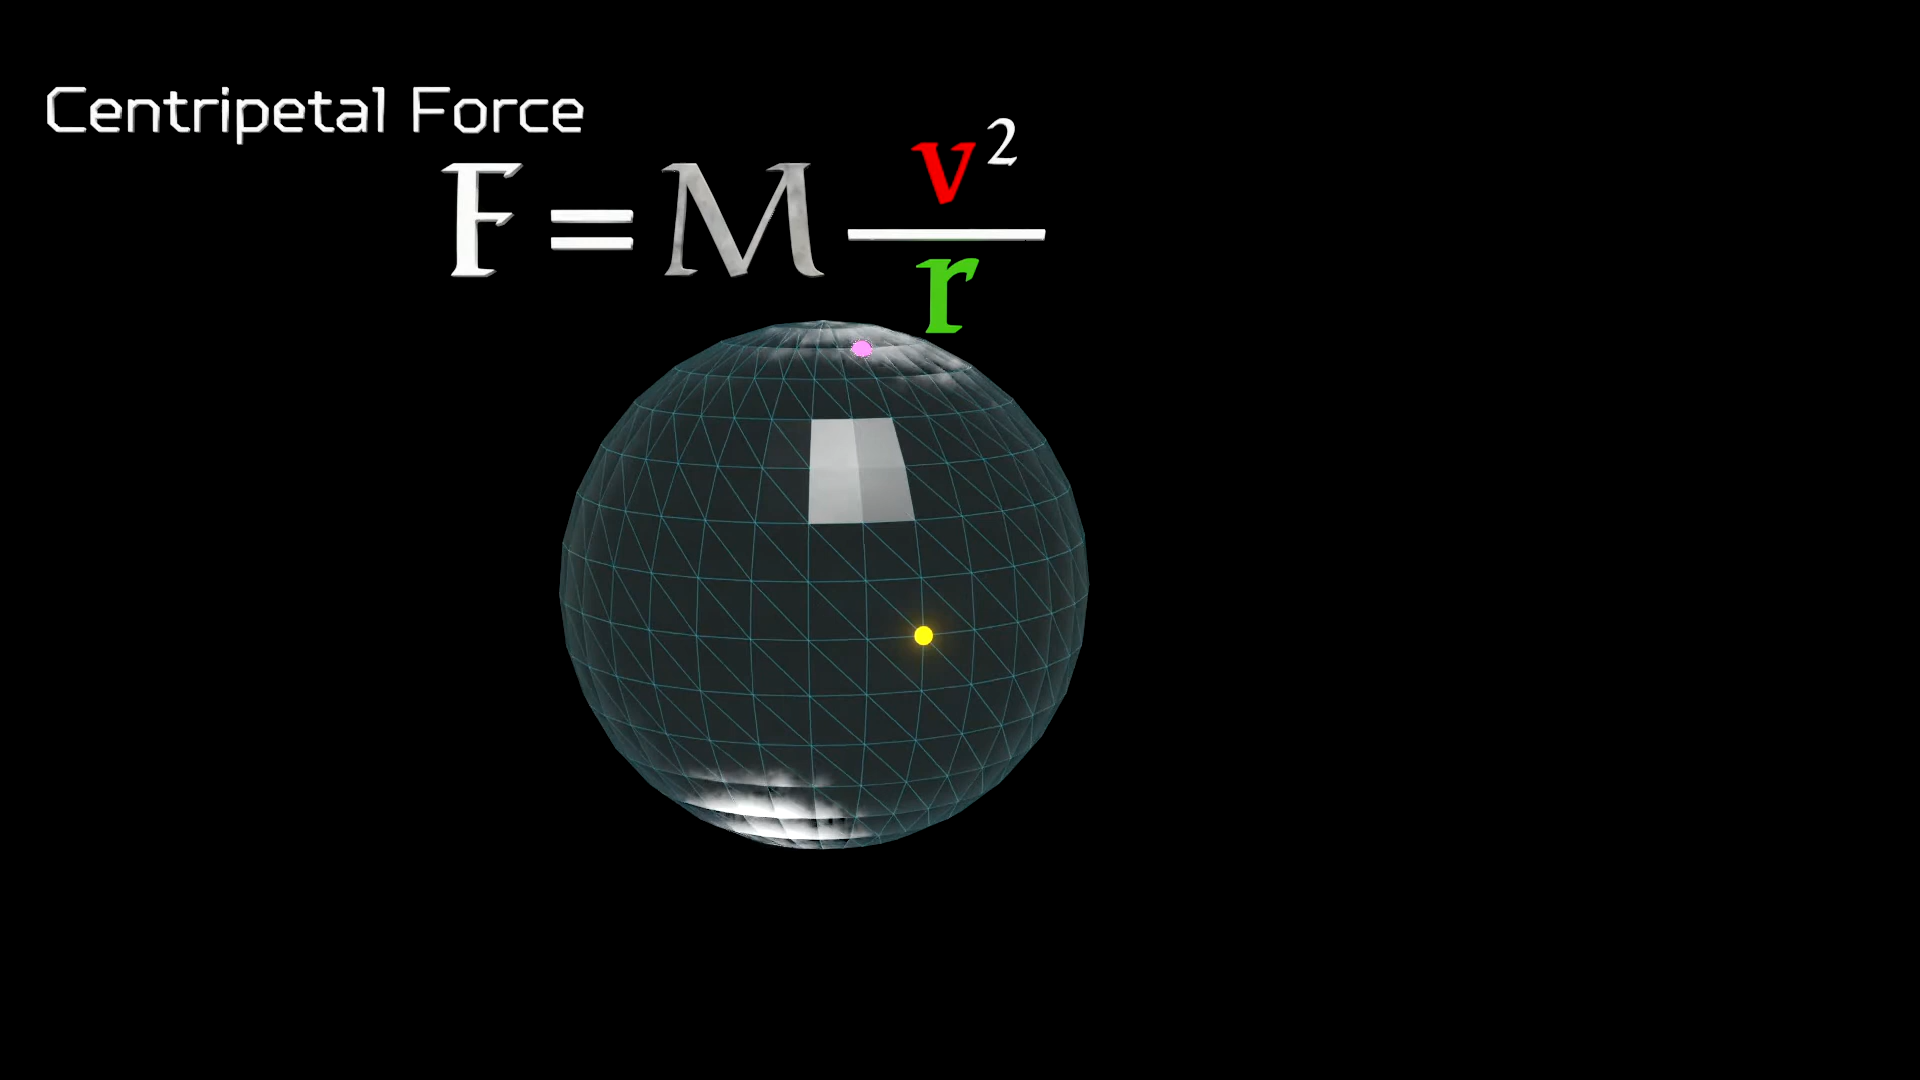 Centripetal Force
F = M v²/r